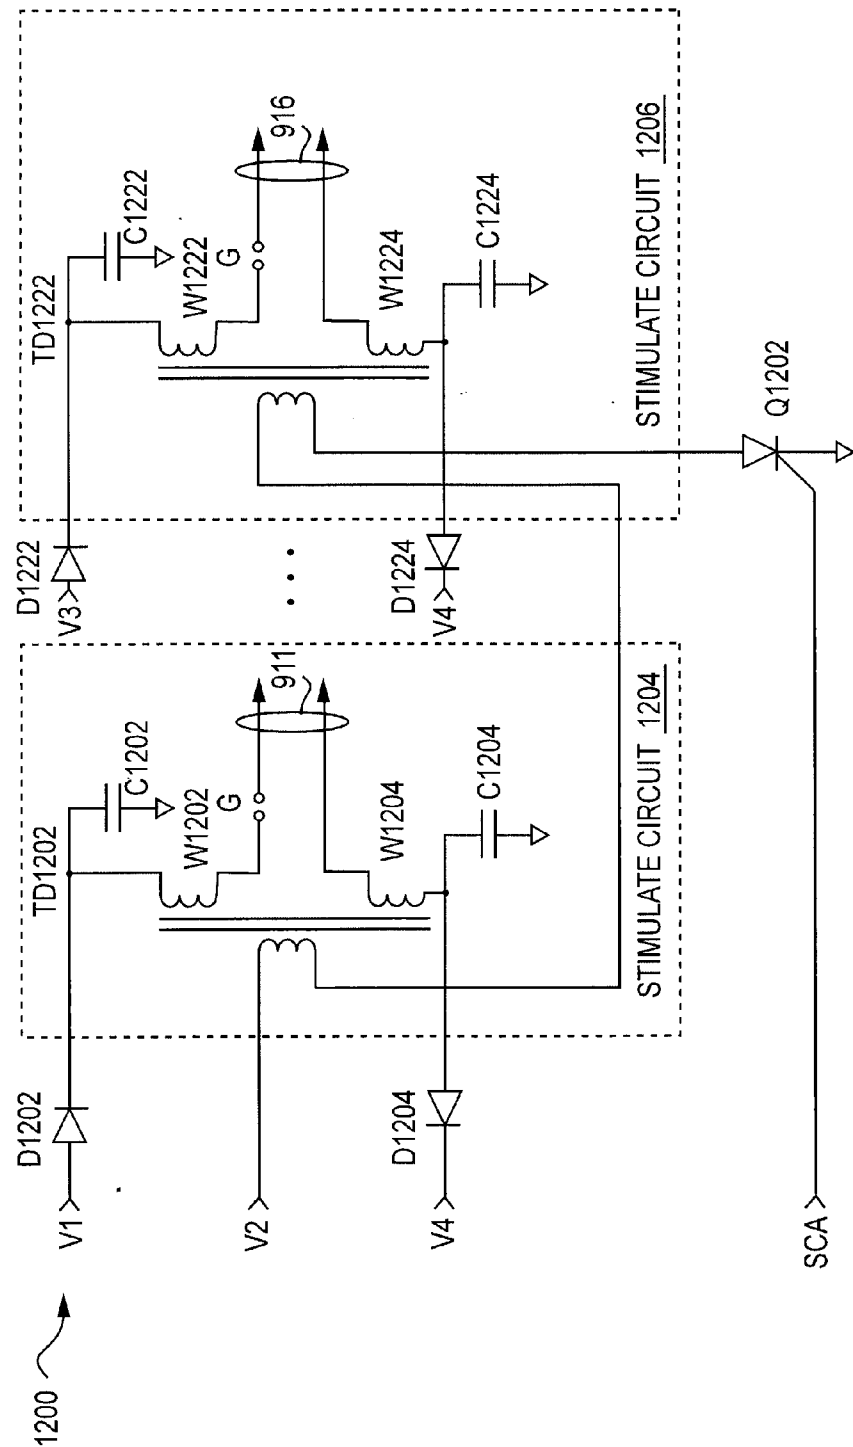 1200
V1
D1202
TD1202
C1202
W1202
G
911
V2
W1204
C1204
V4
D1204
STIMULATE CIRCUIT 1204
V3
D1222
TD1222
C1222
W1222
G
916
W1224
C1224
V4
D1224
STIMULATE CIRCUIT 1206
Q1202
SCA